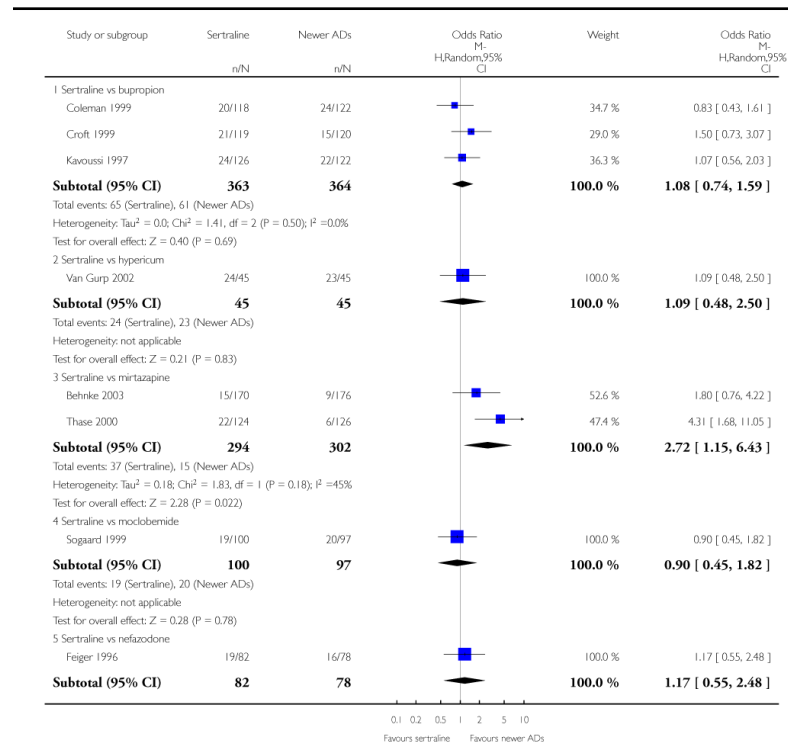 Study or subgroup Sertraline Newer ADs Odds Ratio Weight Odds Ratio
M- M-
H,Random,95% H,Random,95%
n/N n/N CI CI
1 Sertraline vs bupropion
Coleman 1999 20/118 24/122 34.7 % 0.83 [ 0.43, 1.61 ]
Croft 1999 21/119 15/120 29.0 % 1.50 [ 0.73, 3.07 ]
Kavoussi 1997 24/126 22/122 36.3 % 1.07 [ 0.56, 2.03 ]
Subtotal (95% CI) 363 364 100.0 % 1.08 [ 0.74, 1.59 ]
Total events: 65 (Sertraline), 61 (Newer ADs)
Heterogeneity: Tau² = 0.0; Chi² = 1.41, df = 2 (P = 0.50); I² =0.0%
Test for overall effect: Z = 0.40 (P = 0.69)
2 Sertraline vs hypericum
Van Gurp 2002 24/45 23/45 100.0 % 1.09 [ 0.48, 2.50 ]
Subtotal (95% CI) 45 45 100.0 % 1.09 [ 0.48, 2.50 ]
Total events: 24 (Sertraline), 23 (Newer ADs)
Heterogeneity: not applicable
Test for overall effect: Z = 0.21 (P = 0.83)
3 Sertraline vs mirtazapine
Behnke 2003 15/170 9/176 52.6 % 1.80 [ 0.76, 4.22 ]
Thase 2000 22/124 6/126 47.4 % 4.31 [ 1.68, 11.05 ]
Subtotal (95% CI) 294 302 100.0 % 2.72 [ 1.15, 6.43 ]
Total events: 37 (Sertraline), 15 (Newer ADs)
Heterogeneity: Tau² = 0.18; Chi² = 1.83, df = 1 (P = 0.18); I² =45%
Test for overall effect: Z = 2.28 (P = 0.022)
4 Sertraline vs moclobemide
Sogaard 1999 19/100 20/97 100.0 % 0.90 [ 0.45, 1.82 ]
Subtotal (95% CI) 100 97 100.0 % 0.90 [ 0.45, 1.82 ]
Total events: 19 (Sertraline), 20 (Newer ADs)
Heterogeneity: not applicable
Test for overall effect: Z = 0.28 (P = 0.78)
5 Sertraline vs nefazodone
Feiger 1996 19/82 16/78 100.0 % 1.17 [ 0.55, 2.48 ]
Subtotal (95% CI) 82 78 100.0 % 1.17 [ 0.55, 2.48 ]
0.1 0.2 0.5 1 2 5 10
Favours sertraline Favours newer ADs